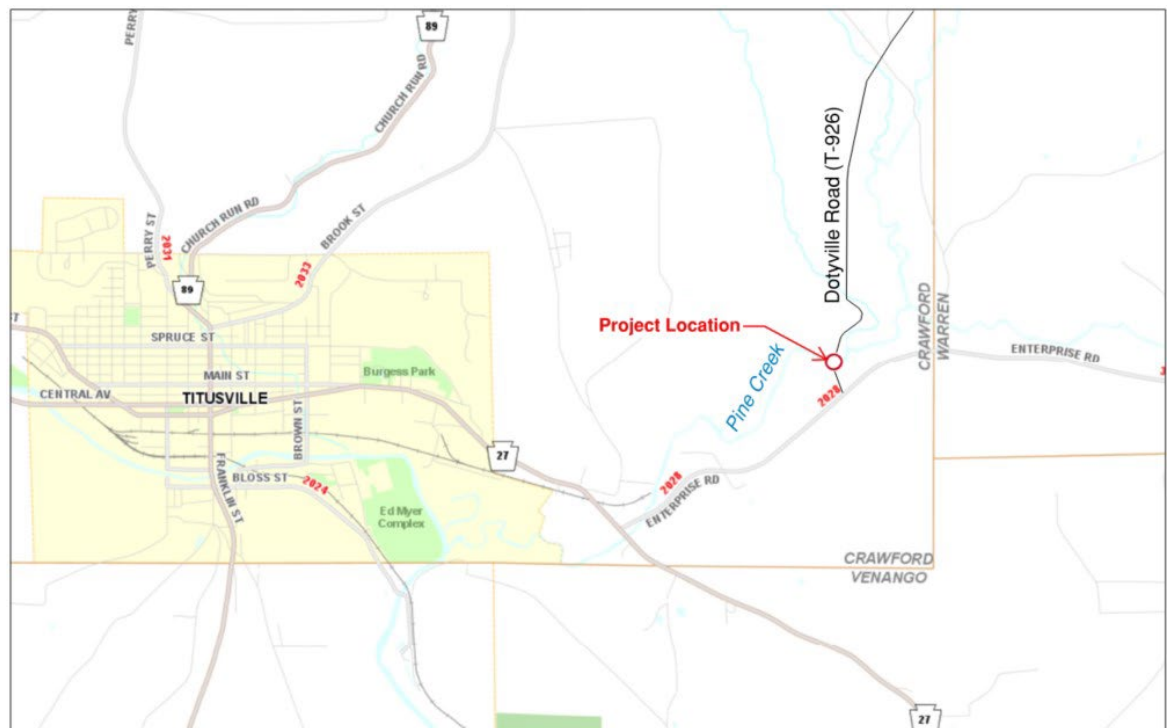 PERRY
89
CHURCH RUN RD
Dotyville Road (T-926)
PERRY ST
2031
CHURCH RUN RD
BROOK ST
2033
89
SPRUCE ST
ST
MAIN ST
Burgess Park
CENTRAL AV
TITUSVILLE
BROWN ST
Project Location
Pine Creek
2028
CRAWFORD
WARREN
ENTERPRISE RD
27
FRANKLIN ST
BLOSS ST
2024
Ed Myer
Complex
2028
ENTERPRISE RD
CRAWFORD
VENANGO
27